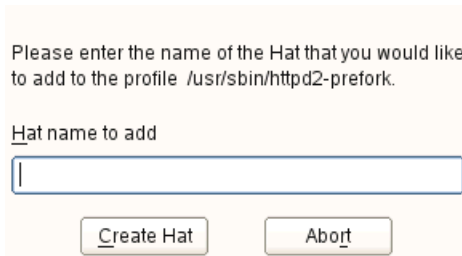 Please enter the name of the Hat that you would like
to add to the profile /usr/sbin/httpd2-prefork.
Hat name to add
Create Hat
Abort